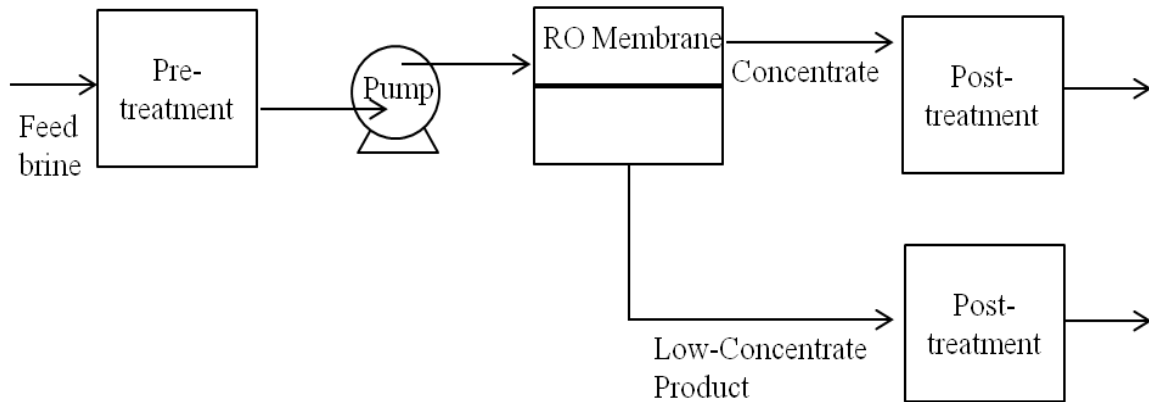 Feed
brine
Pre-
treatment
Pump
RO Membrane
Concentrate
Post-
treatment
Low-Concentrate
Product
Post-
treatment